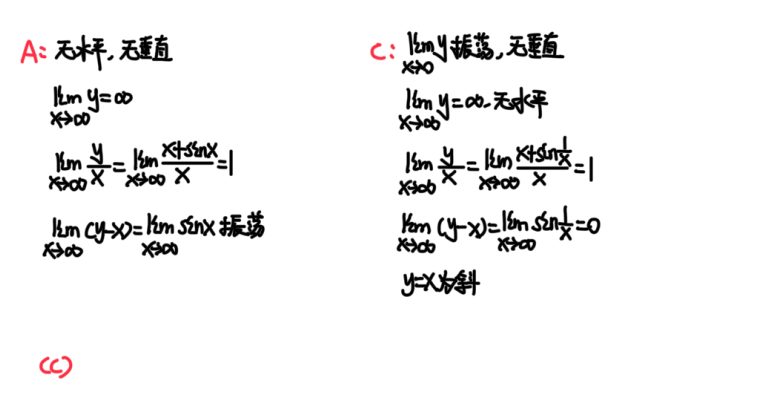 A: 无水平, 无垂直
lim y=∞
x→∞
lim y/x = lim (x+sinx)/x = 1
x→∞ x→∞
lim (y-x) = lim sinx 振荡
x→∞ x→∞
C: lim y 振荡, 无垂直
x→0
lim y=∞. 无水平
x→∞
lim y/x = lim (x+sin 1/x)/x = 1
x→∞ x→∞
lim (y-x) = lim sin 1/x = 0
x→∞ x→∞
y=x为斜
(C)